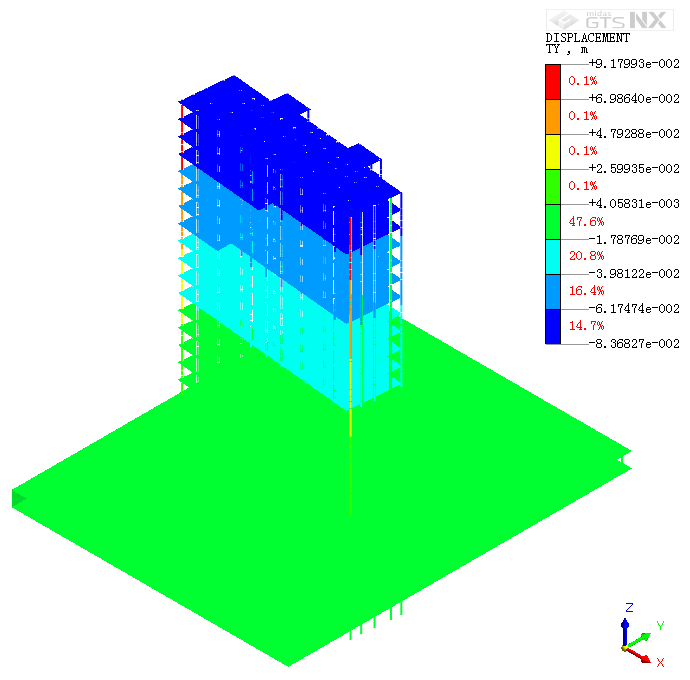 midas
GTS NX
DISPLACEMENT
TY , m
+9.17993e-002
0.1%
+6.98640e-002
0.1%
+4.79288e-002
0.1%
+2.59935e-002
0.1%
+4.05831e-003
47.6%
-1.78769e-002
20.8%
-3.98122e-002
16.4%
-6.17474e-002
14.7%
-8.36827e-002
Z
Y
X